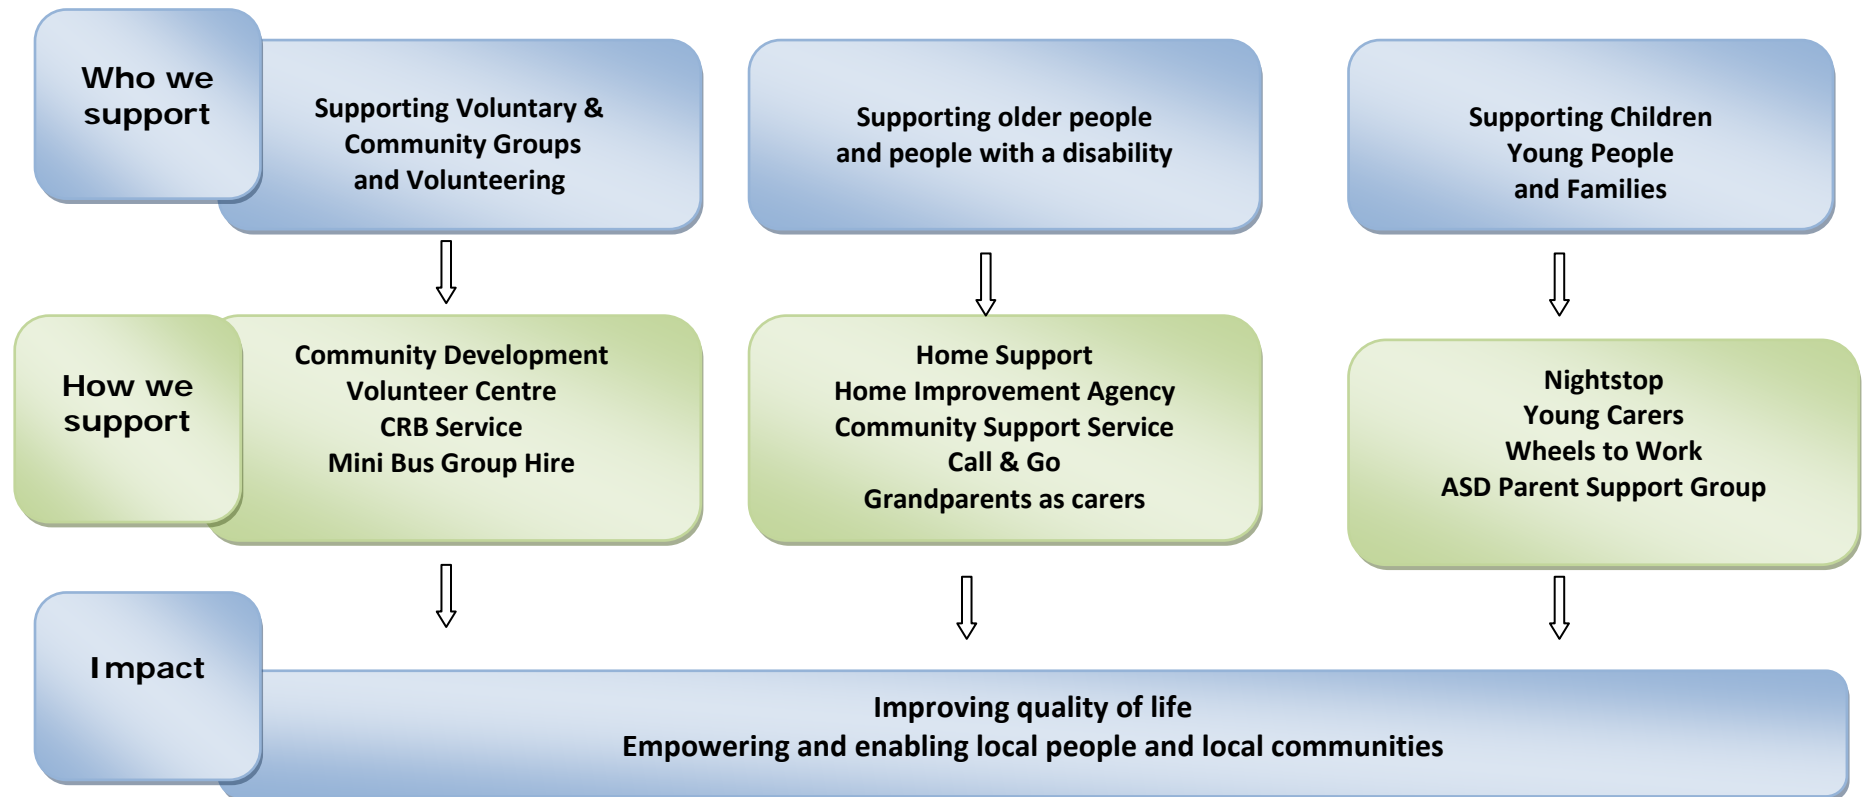 Who we
support
Supporting Voluntary &
Community Groups
and Volunteering
Supporting older people
and people with a disability
Supporting Children
Young People
and Families
How we
support
Community Development
Volunteer Centre
CRB Service
Mini Bus Group Hire
Home Support
Home Improvement Agency
Community Support Service
Call & Go
Grandparents as carers
Nightstop
Young Carers
Wheels to Work
ASD Parent Support Group
Impact
Improving quality of life
Empowering and enabling local people and local communities